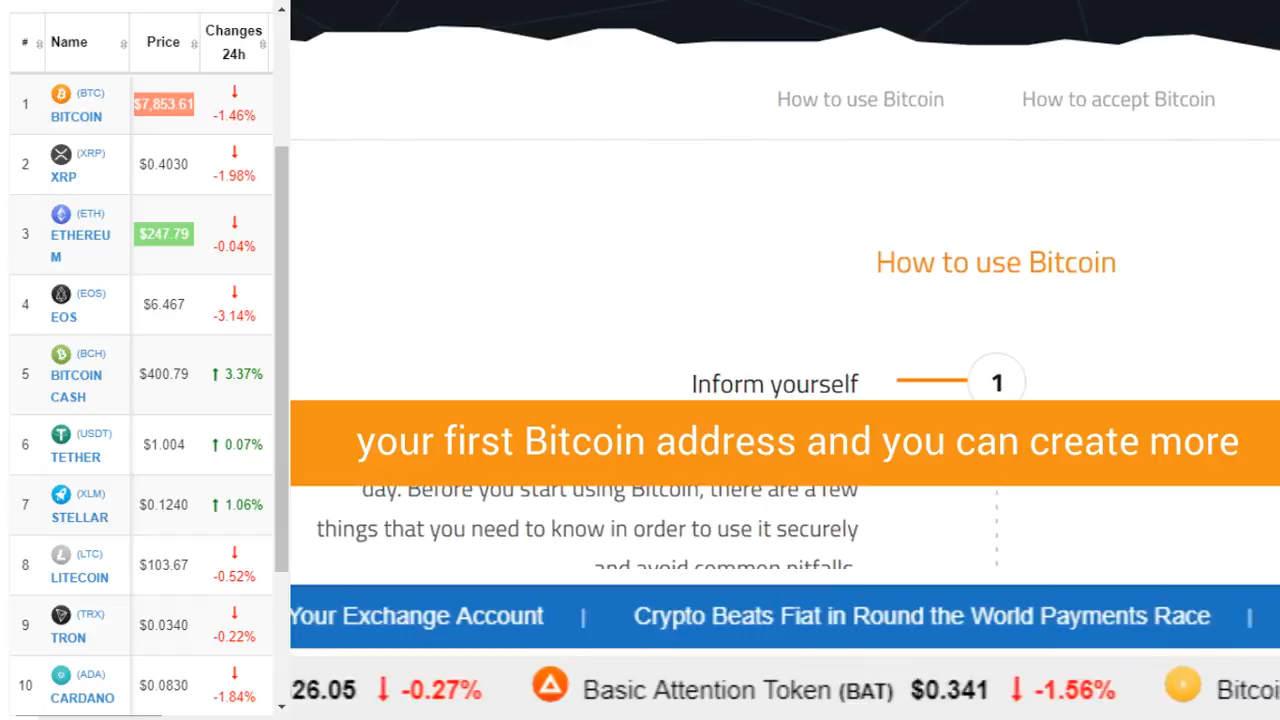 # Name Price Changes
24h
1 (BTC) $7,853.61
BITCOIN -1.46%
2 (XRP) $0.4030
XRP -1.98%
3 (ETH) $247.79
ETHEREU
M -0.04%
4 (EOS) $6.467
EOS -3.14%
5 (BCH) $400.79 3.37%
BITCOIN
CASH
6 (USDT) $1.004 0.07%
TETHER
7 (XLM) $0.1240 1.06%
STELLAR
8 (LTC) $103.67
LITECOIN -0.52%
9 (TRX) $0.0340
TRON -0.22%
10 (ADA) $0.0830
CARDANO -1.84%
How to use Bitcoin How to accept Bitcoin
How to use Bitcoin
Inform yourself 1
your first Bitcoin address and you can create more
day. Before you start using Bitcoin, there are a few
things that you need to know in order to use it securely
and avoid common pitfalls.
Your Exchange Account | Crypto Beats Fiat in Round the World Payments Race |
26.05 -0.27% Basic Attention Token (BAT) $0.341 -1.56% Bitcoi